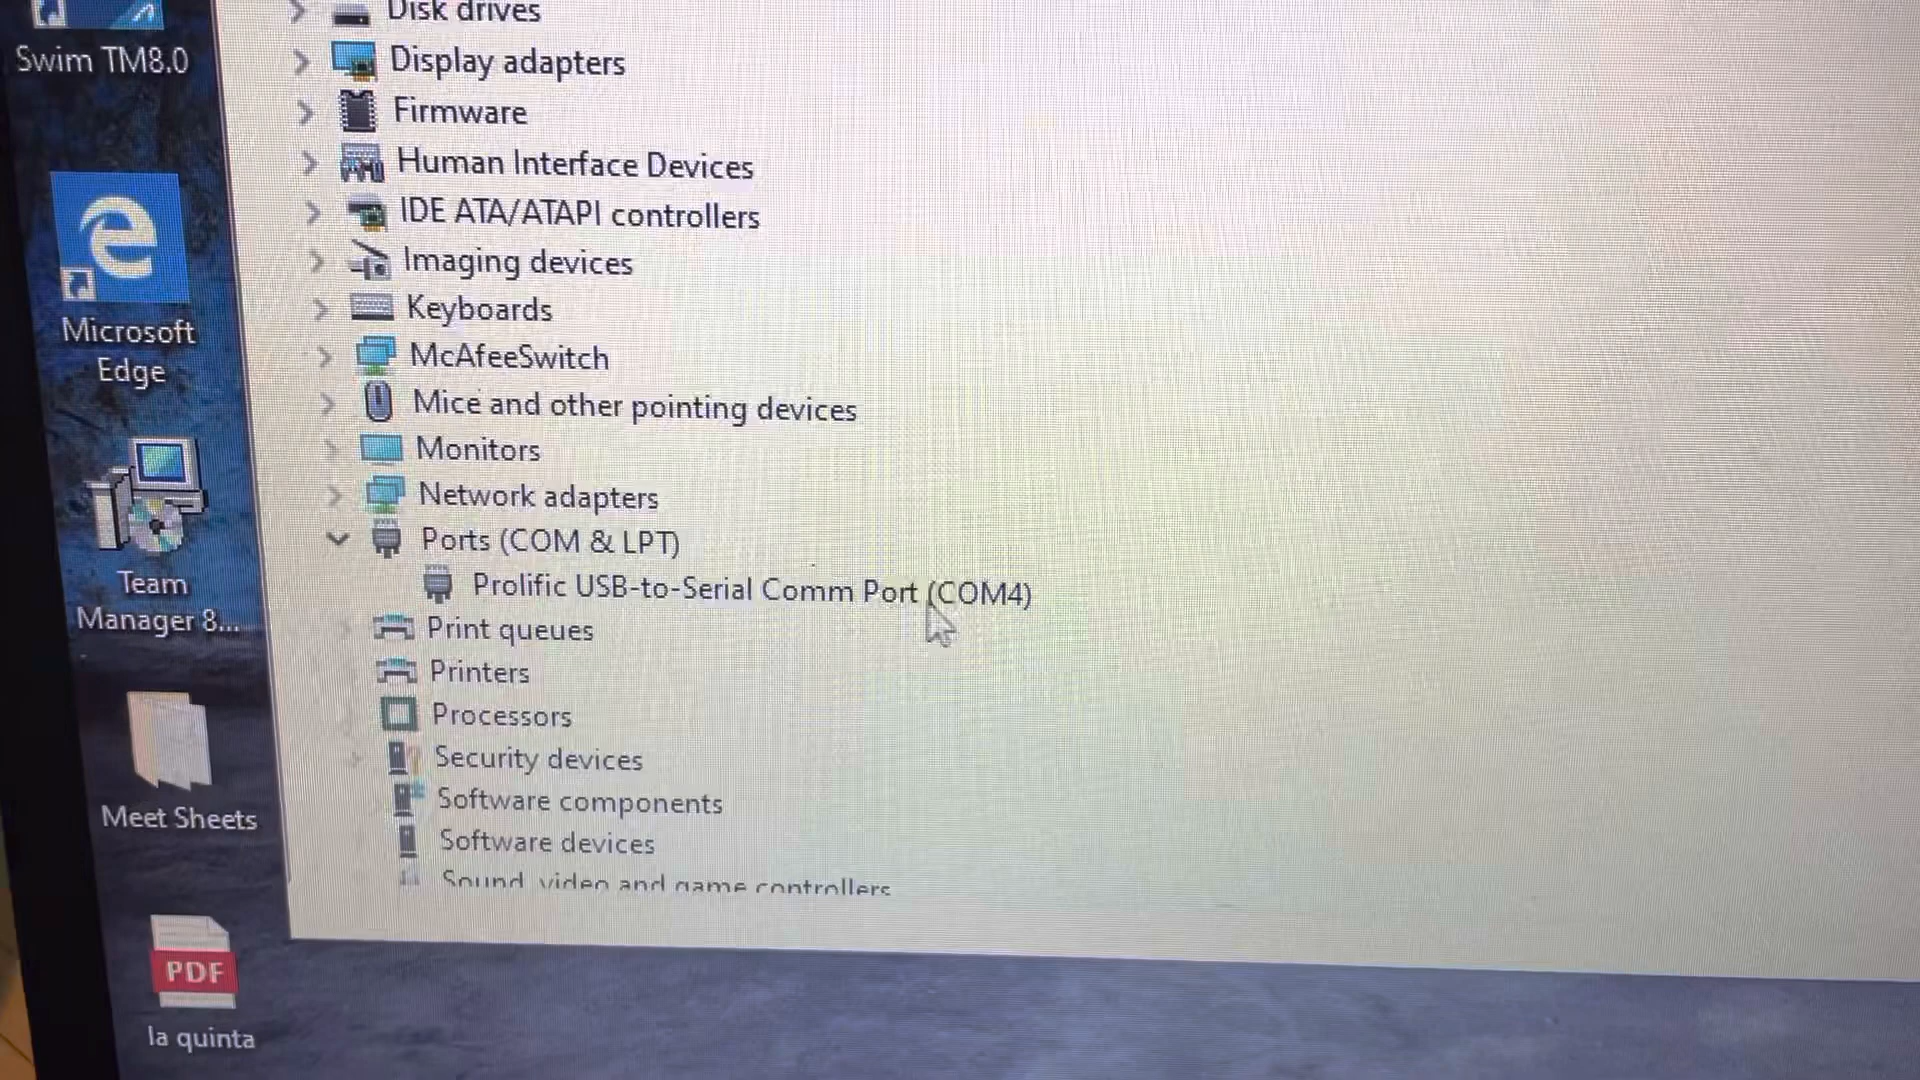 Disk drives
Swim TM8.0
Display adapters
Firmware
Human Interface Devices
IDE ATA/ATAPI controllers
Imaging devices
Keyboards
Microsoft
Edge
McAfeeSwitch
Mice and other pointing devices
Monitors
Network adapters
Ports (COM & LPT)
Prolific USB-to-Serial Comm Port (COM4)
Team
Manager 8...
Print queues
Printers
Processors
Security devices
Software components
Meet Sheets
Software devices
Sound, video and game controllers
PDF
la quinta